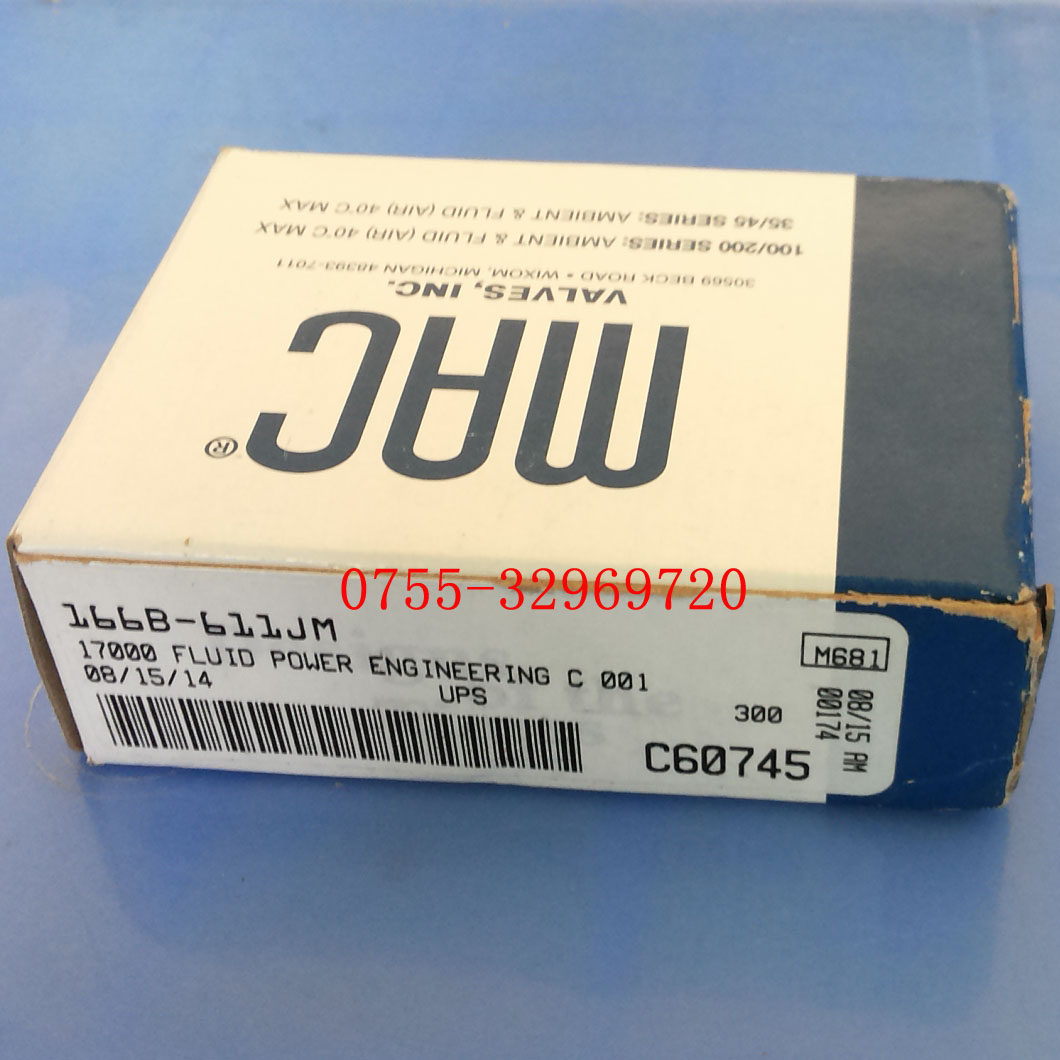 35/45 SERIES: AMBIENT & FLUID (AIR) 40°C MAX
100/200 SERIES: AMBIENT & FLUID (AIR) 40°C MAX
30569 BECK ROAD • WIXOM, MICHIGAN 48393-7011
VALVES, INC.
MAC®
0755-32969720
166B-611JM
17000 FLUID POWER ENGINEERING C 001
08/15/14
UPS
300
C60745
M681
08/15 AM
00174